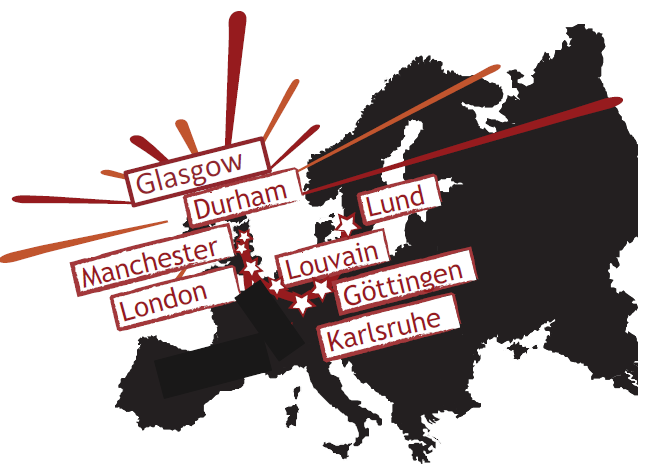 Glasgow
Durham
Lund
Manchester
Louvain
London
Göttingen
Karlsruhe